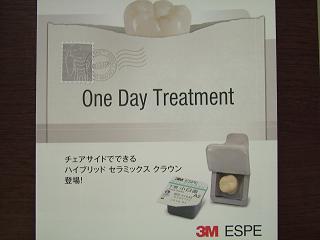 One Day Treatment
チェアサイドでできる
ハイブリッド セラミックス クラウン
登場!
3M ESPE